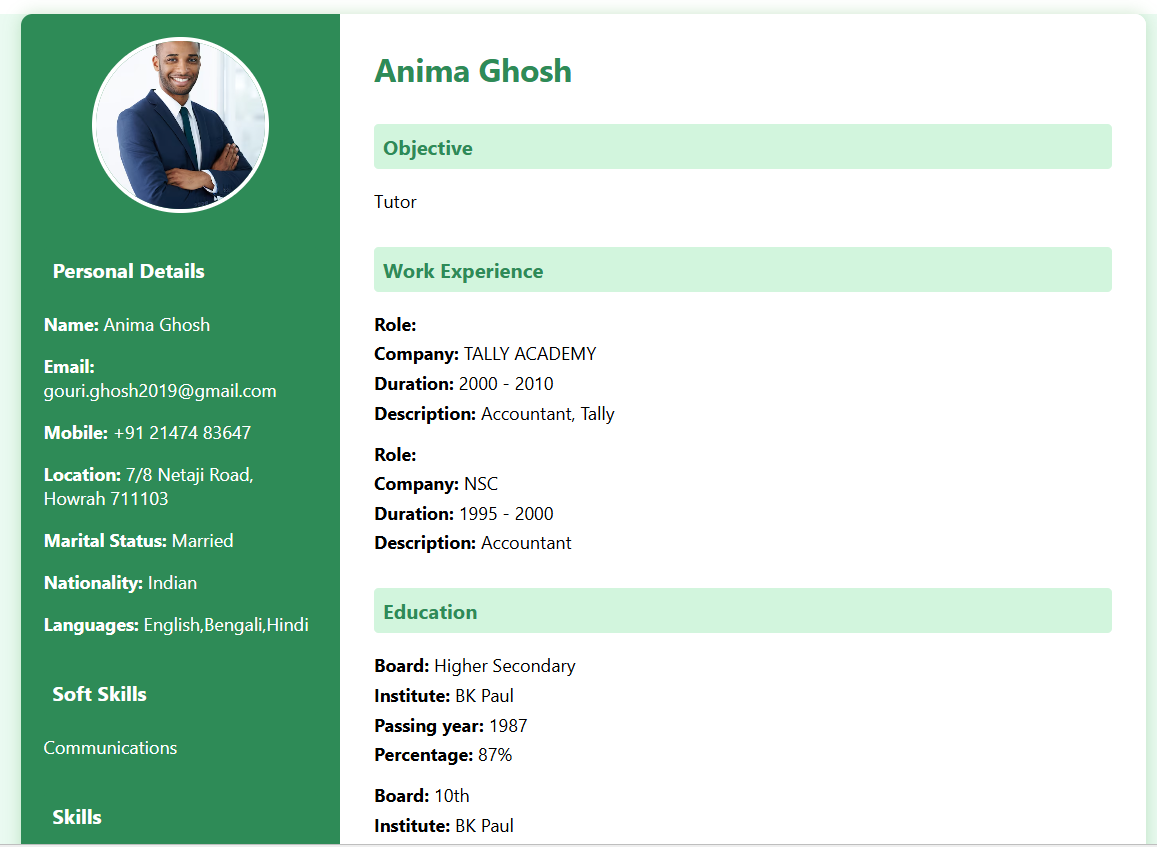 Personal Details
Name: Anima Ghosh
Email:
gouri.ghosh2019@gmail.com
Mobile: +91 21474 83647
Location: 7/8 Netaji Road,
Howrah 711103
Marital Status: Married
Nationality: Indian
Languages: English,Bengali,Hindi
Soft Skills
Communications
Skills
Anima Ghosh
Objective
Tutor
Work Experience
Role:
Company: TALLY ACADEMY
Duration: 2000 - 2010
Description: Accountant, Tally
Role:
Company: NSC
Duration: 1995 - 2000
Description: Accountant
Education
Board: Higher Secondary
Institute: BK Paul
Passing year: 1987
Percentage: 87%
Board: 10th
Institute: BK Paul